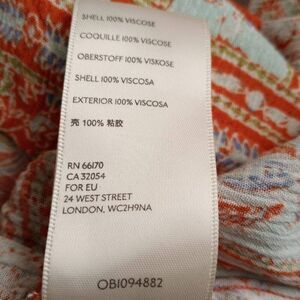 SHELL 100% VISCOSE
COQUILLE 100% VISCOSE
OBERSTOFF 100% VISKOSE
SHELL 100% VISCOSA
EXTERIOR 100% VISCOSA
壳 100% 粘胶
RN 66170
CA 32054
FOR EU
24 WEST STREET
LONDON, WC2H9NA
OB1094882